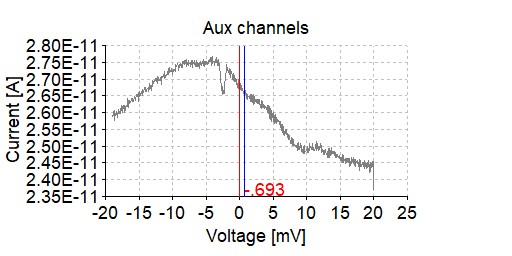 Aux channels
2.80E-11
2.75E-11
2.70E-11
2.65E-11
2.60E-11
2.55E-11
2.50E-11
2.45E-11
2.40E-11
2.35E-11
Current [A]
-.693
-20 -15 -10 -5 0 5 10 15 20 25
Voltage [mV]